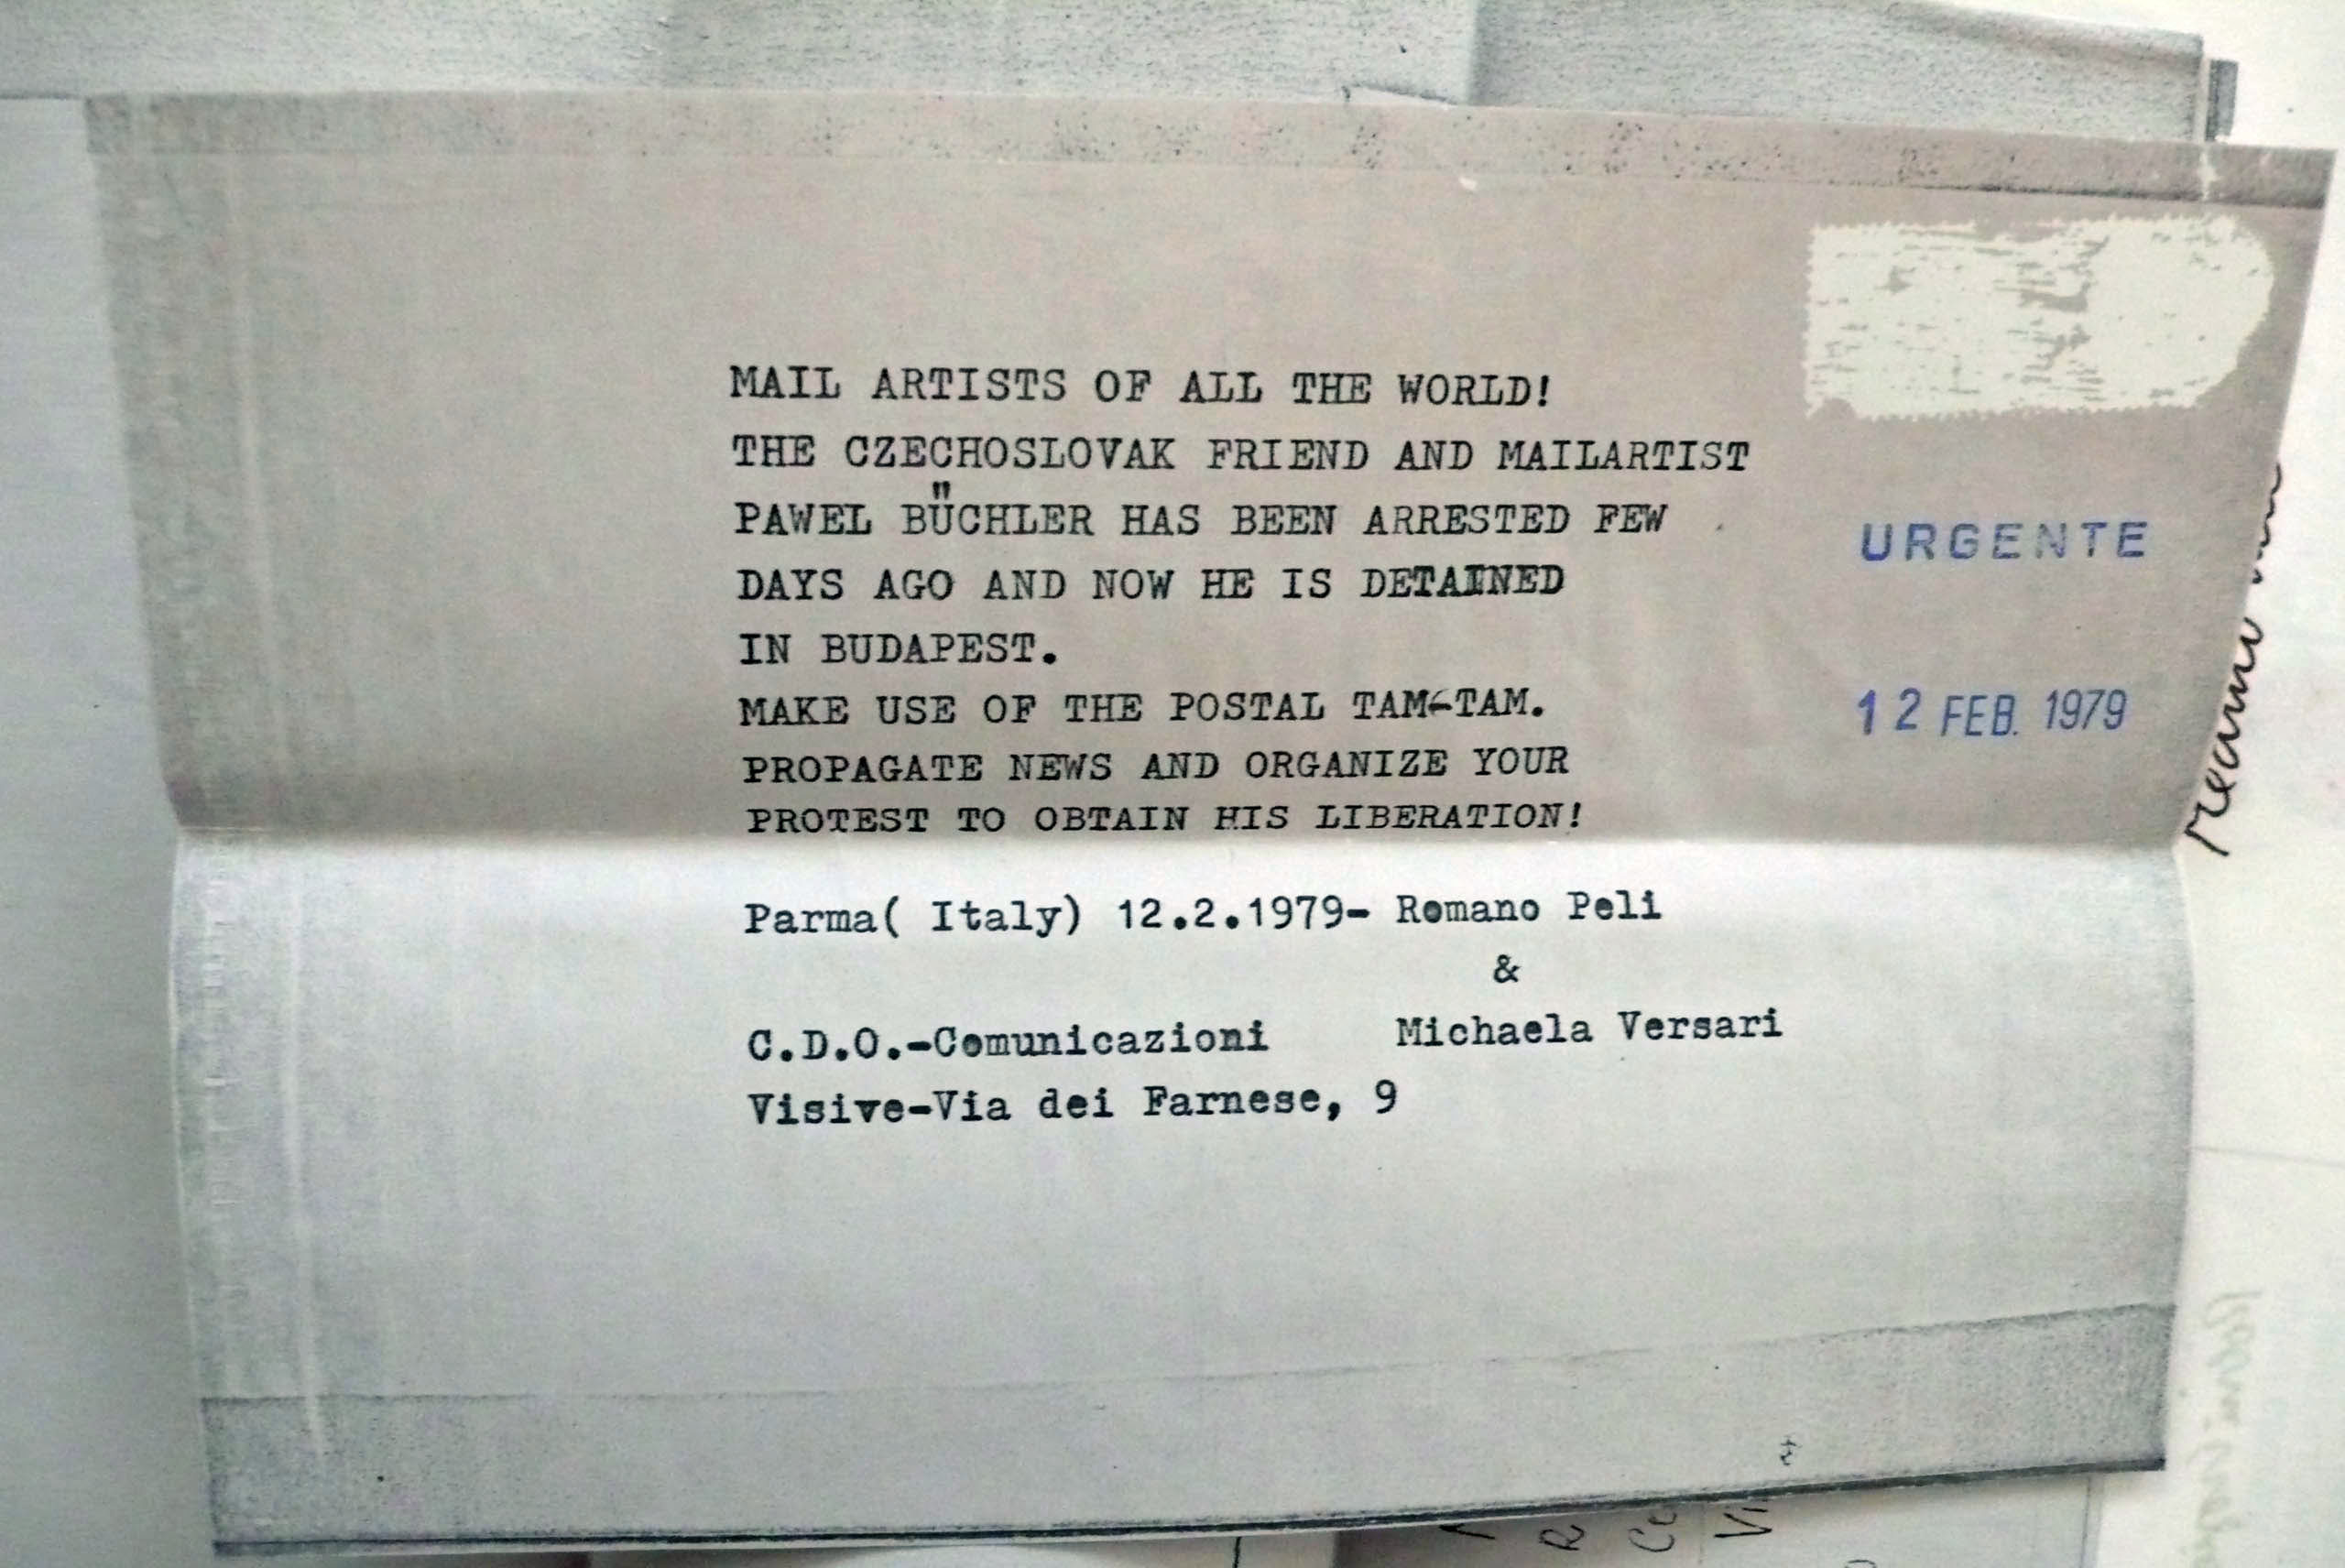 MAIL ARTISTS OF ALL THE WORLD!
THE CZECHOSLOVAK FRIEND AND MAILARTIST
PAWEL BÜCHLER HAS BEEN ARRESTED FEW
DAYS AGO AND NOW HE IS DETAINED
IN BUDAPEST.
MAKE USE OF THE POSTAL TAM-TAM.
PROPAGATE NEWS AND ORGANIZE YOUR
PROTEST TO OBTAIN HIS LIBERATION!
URGENTE
12 FEB. 1979
Parma( Italy) 12.2.1979- Romano Peli
&
C.D.O.-Comunicazioni Michaela Versari
Visive-Via dei Farnese, 9